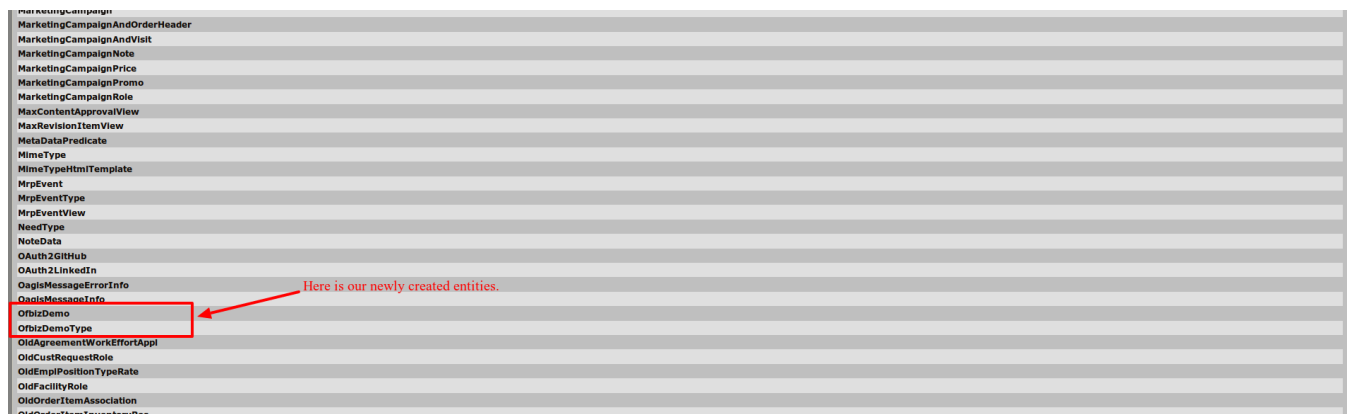 MarketingCampaign
MarketingCampaignAndOrderHeader
MarketingCampaignAndVisit
MarketingCampaignNote
MarketingCampaignPrice
MarketingCampaignPromo
MarketingCampaignRole
MaxContentApprovalView
MaxRevisionItemView
MetaDataPredicate
MimeType
MimeTypeHtmlTemplate
MrpEvent
MrpEventType
MrpEventView
NeedType
NoteData
OAuth2GitHub
OAuth2LinkedIn
OagisMessageErrorInfo
Here is our newly created entities.
OagisMessageInfo
OfbizDemo
OfbizDemoType
OldAgreementWorkEffortAppl
OldCustRequestRole
OldEmplPositionTypeRate
OldFacilityRole
OldOrderItemAssociation